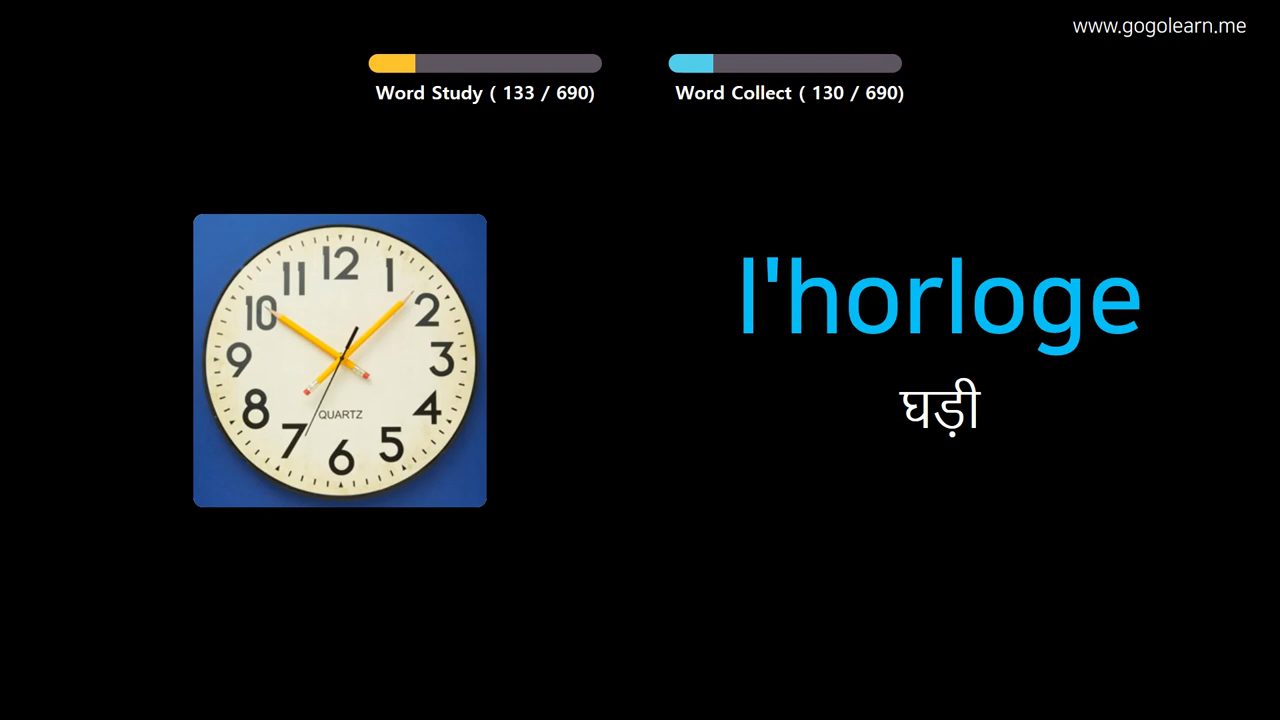 www.gogolearn.me
Word Study ( 133 / 690)
Word Collect ( 130 / 690)
12
11
1
10
2
9
3
8
4
QUARTZ
7
5
6
l'horloge
घड़ी